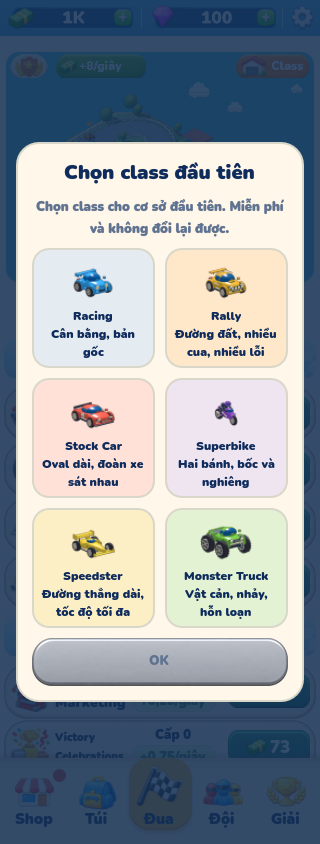 1K
100
+8/giây
Class
Chọn class đầu tiên
Chọn class cho cơ sở đầu tiên. Miễn phí
và không đổi lại được.
Racing
Cân bằng, bản
gốc
Rally
Đường đất, nhiều
cua, nhiều lỗi
Stock Car
Oval dài, đoàn xe
sát nhau
Superbike
Hai bánh, bốc và
nghiêng
Speedster
Đường thẳng dài,
tốc độ tối đa
Monster Truck
Vật cản, nhảy,
hỗn loạn
OK
Marketing
Victory
Celebrations
Cấp 0
+0,75/giây
73
Shop
Túi
Đua
Đội
Giải